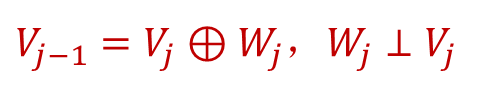 V_{j-1} = V_j ⊕ W_j, W_j ⊥ V_j